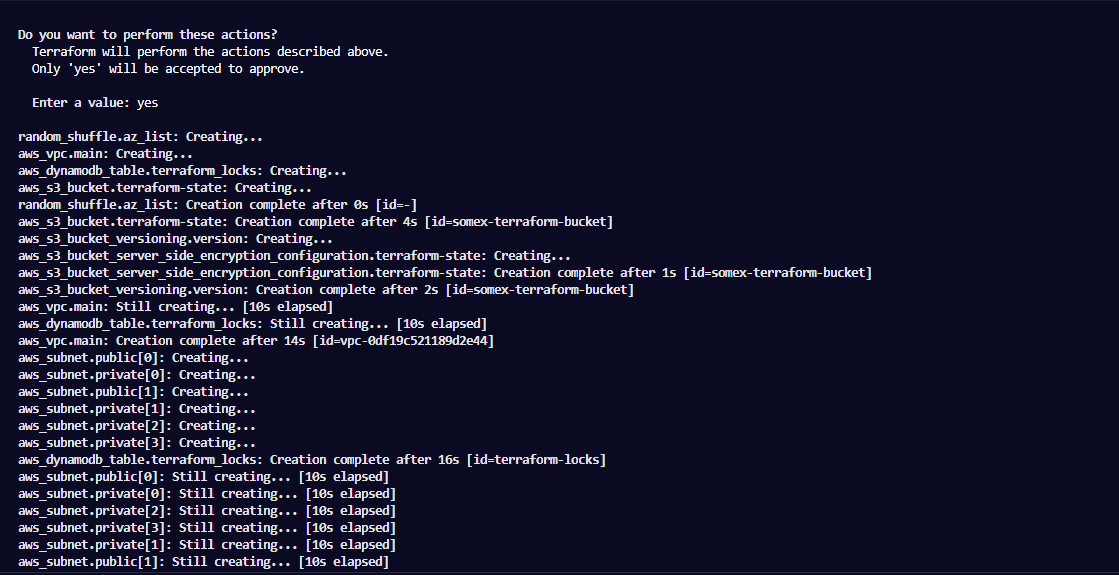 Do you want to perform these actions?
Terraform will perform the actions described above.
Only 'yes' will be accepted to approve.
Enter a value: yes
random_shuffle.az_list: Creating...
aws_vpc.main: Creating...
aws_dynamodb_table.terraform_locks: Creating...
aws_s3_bucket.terraform-state: Creating...
random_shuffle.az_list: Creation complete after 0s [id=-]
aws_s3_bucket.terraform-state: Creation complete after 4s [id=somex-terraform-bucket]
aws_s3_bucket_versioning.version: Creating...
aws_s3_bucket_server_side_encryption_configuration.terraform-state: Creating...
aws_s3_bucket_server_side_encryption_configuration.terraform-state: Creation complete after 1s [id=somex-terraform-bucket]
aws_s3_bucket_versioning.version: Creation complete after 2s [id=somex-terraform-bucket]
aws_vpc.main: Still creating... [10s elapsed]
aws_dynamodb_table.terraform_locks: Still creating... [10s elapsed]
aws_vpc.main: Creation complete after 14s [id=vpc-0df19c521189d2e44]
aws_subnet.public[0]: Creating...
aws_subnet.private[0]: Creating...
aws_subnet.public[1]: Creating...
aws_subnet.private[1]: Creating...
aws_subnet.private[2]: Creating...
aws_subnet.private[3]: Creating...
aws_dynamodb_table.terraform_locks: Creation complete after 16s [id=terraform-locks]
aws_subnet.public[0]: Still creating... [10s elapsed]
aws_subnet.private[0]: Still creating... [10s elapsed]
aws_subnet.private[2]: Still creating... [10s elapsed]
aws_subnet.private[3]: Still creating... [10s elapsed]
aws_subnet.private[1]: Still creating... [10s elapsed]
aws_subnet.public[1]: Still creating... [10s elapsed]